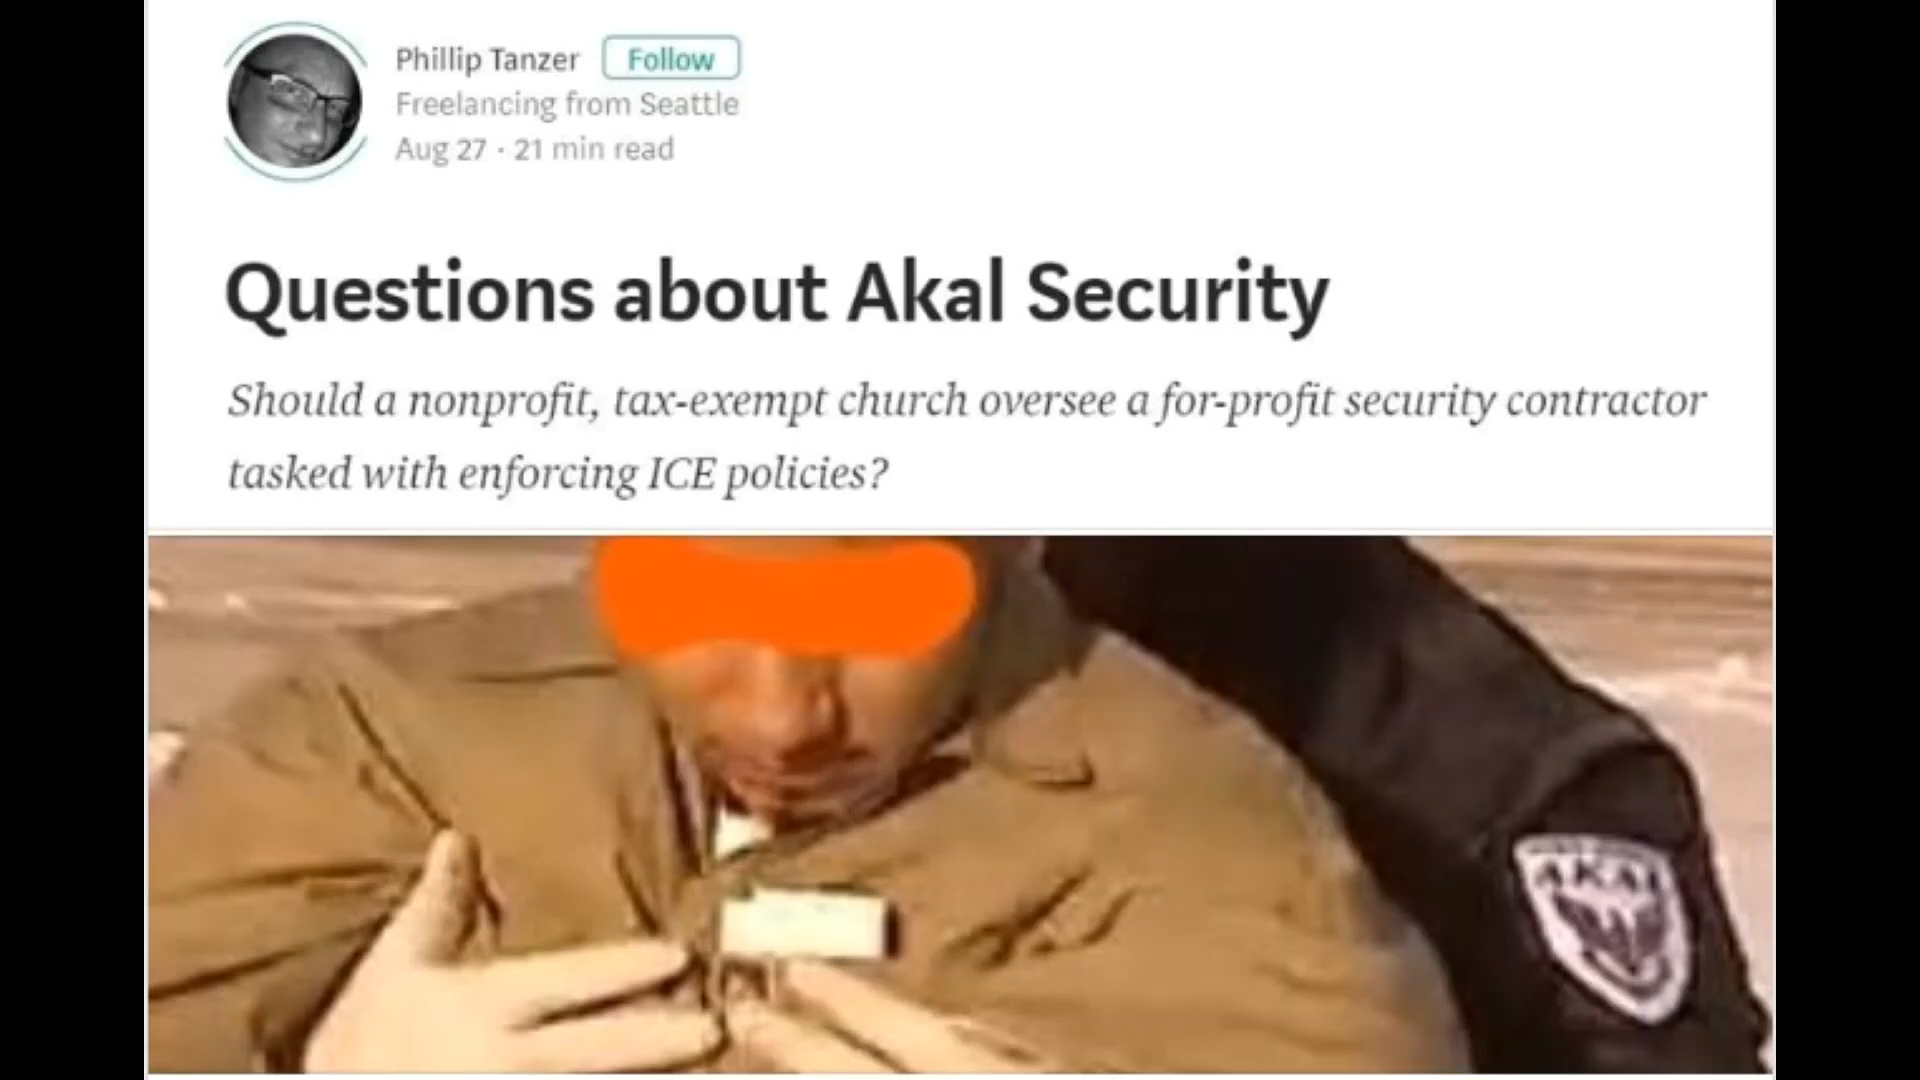 Phillip Tanzer Follow
Freelancing from Seattle
Aug 27 · 21 min read
Questions about Akal Security
Should a nonprofit, tax-exempt church oversee a for-profit security contractor
tasked with enforcing ICE policies?
AKAL